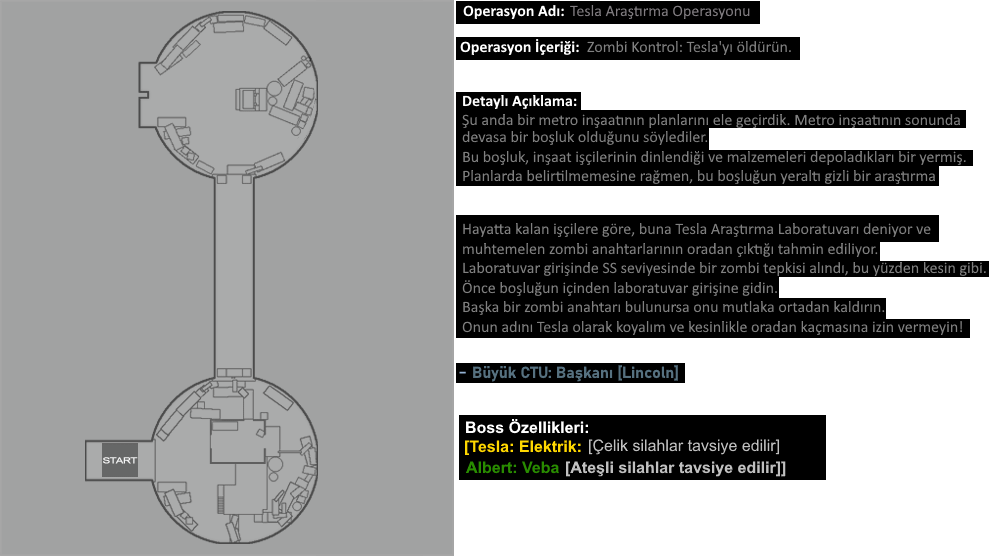 START
Operasyon Adı: Tesla Araştırma Operasyonu
Operasyon İçeriği: Zombi Kontrol: Tesla'yı öldürün.
Detaylı Açıklama:
Şu anda bir metro inşaatının planlarını ele geçirdik. Metro inşaatının sonunda
devasa bir boşluk olduğunu söylediler.
Bu boşluk, inşaat işçilerinin dinlendiği ve malzemeleri depoladıkları bir yermiş.
Planlarda belirtilmemesine rağmen, bu boşluğun yeraltı gizli bir araştırma
Hayatta kalan işçilere göre, buna Tesla Araştırma Laboratuvarı deniyor ve
muhtemelen zombi anahtarlarının oradan çıktığı tahmin ediliyor.
Laboratuvar girişinde SS seviyesinde bir zombi tepkisi alındı, bu yüzden kesin gibi.
Önce boşluğun içinden laboratuvar girişine gidin.
Başka bir zombi anahtarı bulunursa onu mutlaka ortadan kaldırın.
Onun adını Tesla olarak koyalım ve kesinlikle oradan kaçmasına izin vermeyin!
– Büyük CTU: Başkanı [Lincoln]
Boss Özellikleri:
[Tesla: Elektrik: [Çelik silahlar tavsiye edilir]
Albert: Veba [Ateşli silahlar tavsiye edilir]]